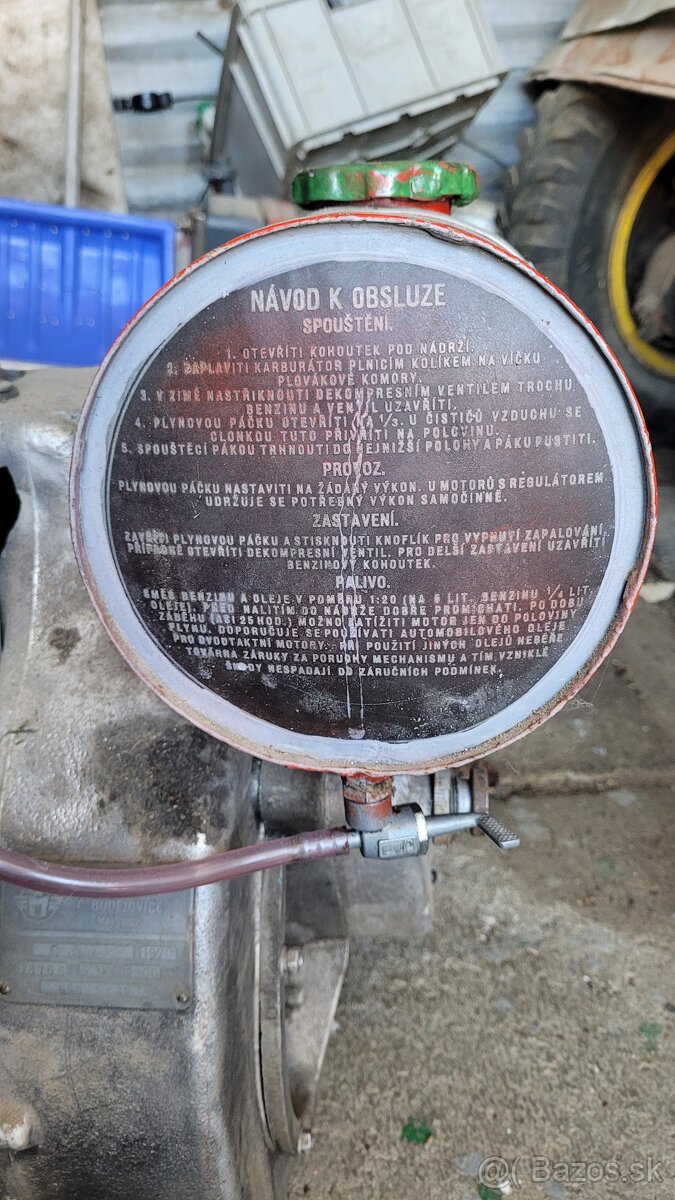 NÁVOD K OBSLUZE
SPOUŠTĚNÍ.
1. OTEVŘÍTI KOHOUTEK POD NÁDRŽÍ.
2. ZAPLAVITI KARBURÁTOR PLNICÍM KOLÍKEM NA VÍČKU
PLOVÁKOVÉ KOMORY.
3. V ZIMĚ NASTŘIKNOUTI DEKOMPRESNÍM VENTILEM TROCHU
BENZINU A VENTIL UZAVŘÍTI.
4. PLYNOVOU PÁČKU OTEVŘÍTI NA 1/3. U ČISTIČŮ VZDUCHU SE
CLONKOU TUTO PŘIVŘÍTI NA POLOVINU.
5. SPOUŠTĚCÍ PÁKOU TRHNOUTI DO NEJNIŽŠÍ POLOHY A PÁKU PUSTITI.
PROVOZ.
PLYNOVOU PÁČKU NASTAVITI NA ŽÁDANÝ VÝKON. U MOTORŮ S REGULÁTOREM
UDRŽUJE SE POTŘEBNÝ VÝKON SAMOČINNĚ.
ZASTAVENÍ.
ZAVŘÍTI PLYNOVOU PÁČKU A STISKNOUTI KNOFLÍK PRO VYPNUTÍ ZAPALOVÁNÍ,
PŘÍPADNĚ OTEVŘÍTI DEKOMPRESNÍ VENTIL. PRO DELŠÍ ZASTAVENÍ UZAVŘÍTI
BENZINOVÝ KOHOUTEK.
PALIVO.
SMĚS BENZINU A OLEJE V POMĚRU 1:20 (NA 5 LIT. BENZINU 1/4 LIT.
OLEJE). PŘED NALITÍM DO NÁDRŽE DOBŘE PROMÍCHATI. PO DOBU
ZÁBĚHU (ASI 25 HOD.) MOŽNO ZATÍŽITI MOTOR JEN DO POLOVINY
PLYNU. DOPORUČUJE SE POUŽÍVATI AUTOMOBILOVÉHO OLEJE
PRO DVOUTAKTNÍ MOTORY. PŘI POUŽITÍ JINÝCH OLEJŮ NEBĚŘE
TOVÁRNA ZÁRUKY ZA PORUCHY MECHANISMU A TÍM VZNIKLÉ
ŠKODY NESPADAJÍ DO ZÁRUČNÍCH PODMÍNEK.
Bazos.sk